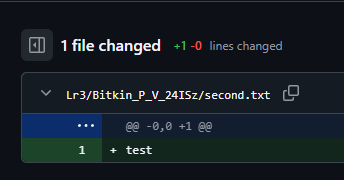 1 file changed +1 -0 lines changed
Lr3/Bitkin_P_V_24ISz/second.txt
... @@ -0,0 +1 @@
1 + test